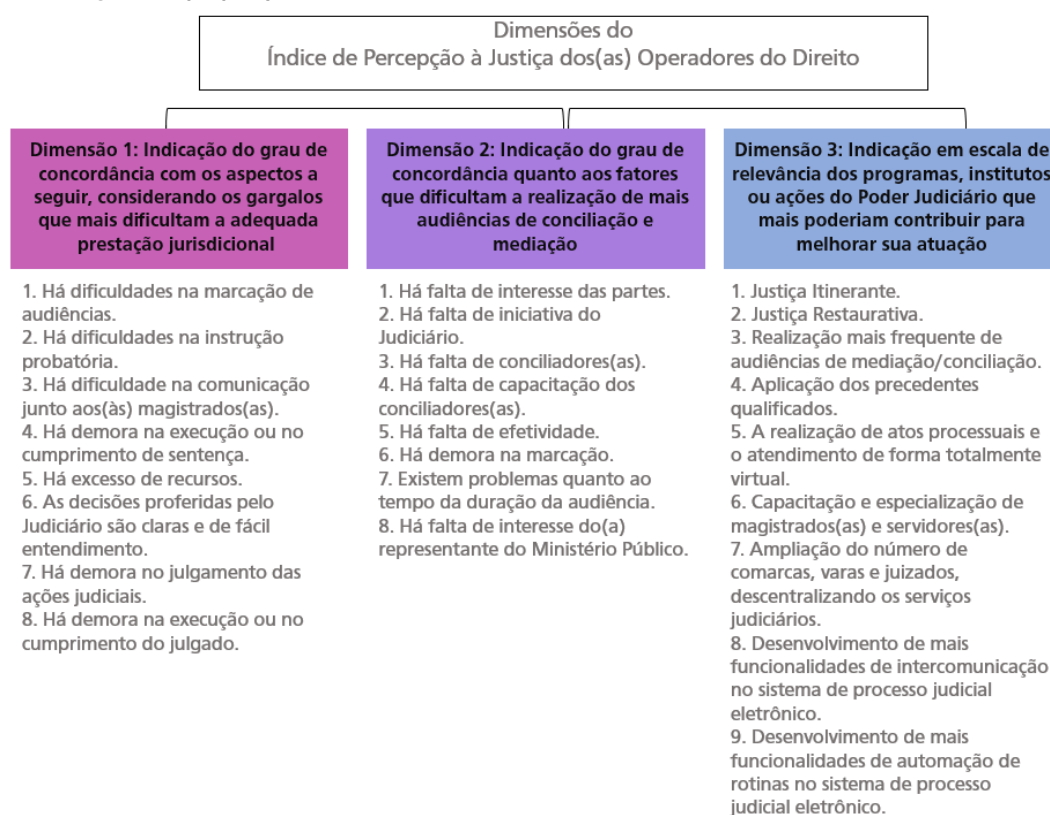 Dimensões do
Índice de Percepção à Justiça dos(as) Operadores do Direito
Dimensão 1: Indicação do grau de
concordância com os aspectos a
seguir, considerando os gargalos
que mais dificultam a adequada
prestação jurisdicional
1. Há dificuldades na marcação de
audiências.
2. Há dificuldades na instrução
probatória.
3. Há dificuldade na comunicação
junto aos(às) magistrados(as).
4. Há demora na execução ou no
cumprimento de sentença.
5. Há excesso de recursos.
6. As decisões proferidas pelo
Judiciário são claras e de fácil
entendimento.
7. Há demora no julgamento das
ações judiciais.
8. Há demora na execução ou no
cumprimento do julgado.
Dimensão 2: Indicação do grau de
concordância quanto aos fatores
que dificultam a realização de mais
audiências de conciliação e
mediação
1. Há falta de interesse das partes.
2. Há falta de iniciativa do
Judiciário.
3. Há falta de conciliadores(as).
4. Há falta de capacitação dos
conciliadores(as).
5. Há falta de efetividade.
6. Há demora na marcação.
7. Existem problemas quanto ao
tempo da duração da audiência.
8. Há falta de interesse do(a)
representante do Ministério Público.
Dimensão 3: Indicação em escala de
relevância dos programas, institutos
ou ações do Poder Judiciário que
mais poderiam contribuir para
melhorar sua atuação
1. Justiça Itinerante.
2. Justiça Restaurativa.
3. Realização mais frequente de
audiências de mediação/conciliação.
4. Aplicação dos precedentes
qualificados.
5. A realização de atos processuais e
o atendimento de forma totalmente
virtual.
6. Capacitação e especialização de
magistrados(as) e servidores(as).
7. Ampliação do número de
comarcas, varas e juizados,
descentralizando os serviços
judiciários.
8. Desenvolvimento de mais
funcionalidades de intercomunicação
no sistema de processo judicial
eletrônico.
9. Desenvolvimento de mais
funcionalidades de automação de
rotinas no sistema de processo
judicial eletrônico.